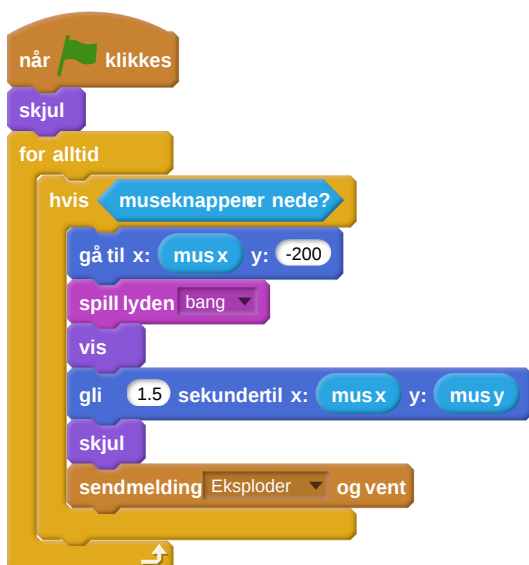 når klikkes
skjul
for alltid
hvis museknappen er nede?
gå til x: mus x y: -200
spill lyden bang
vis
gli 1.5 sekunder til x: mus x y: mus y
skjul
send melding Eksploder og vent